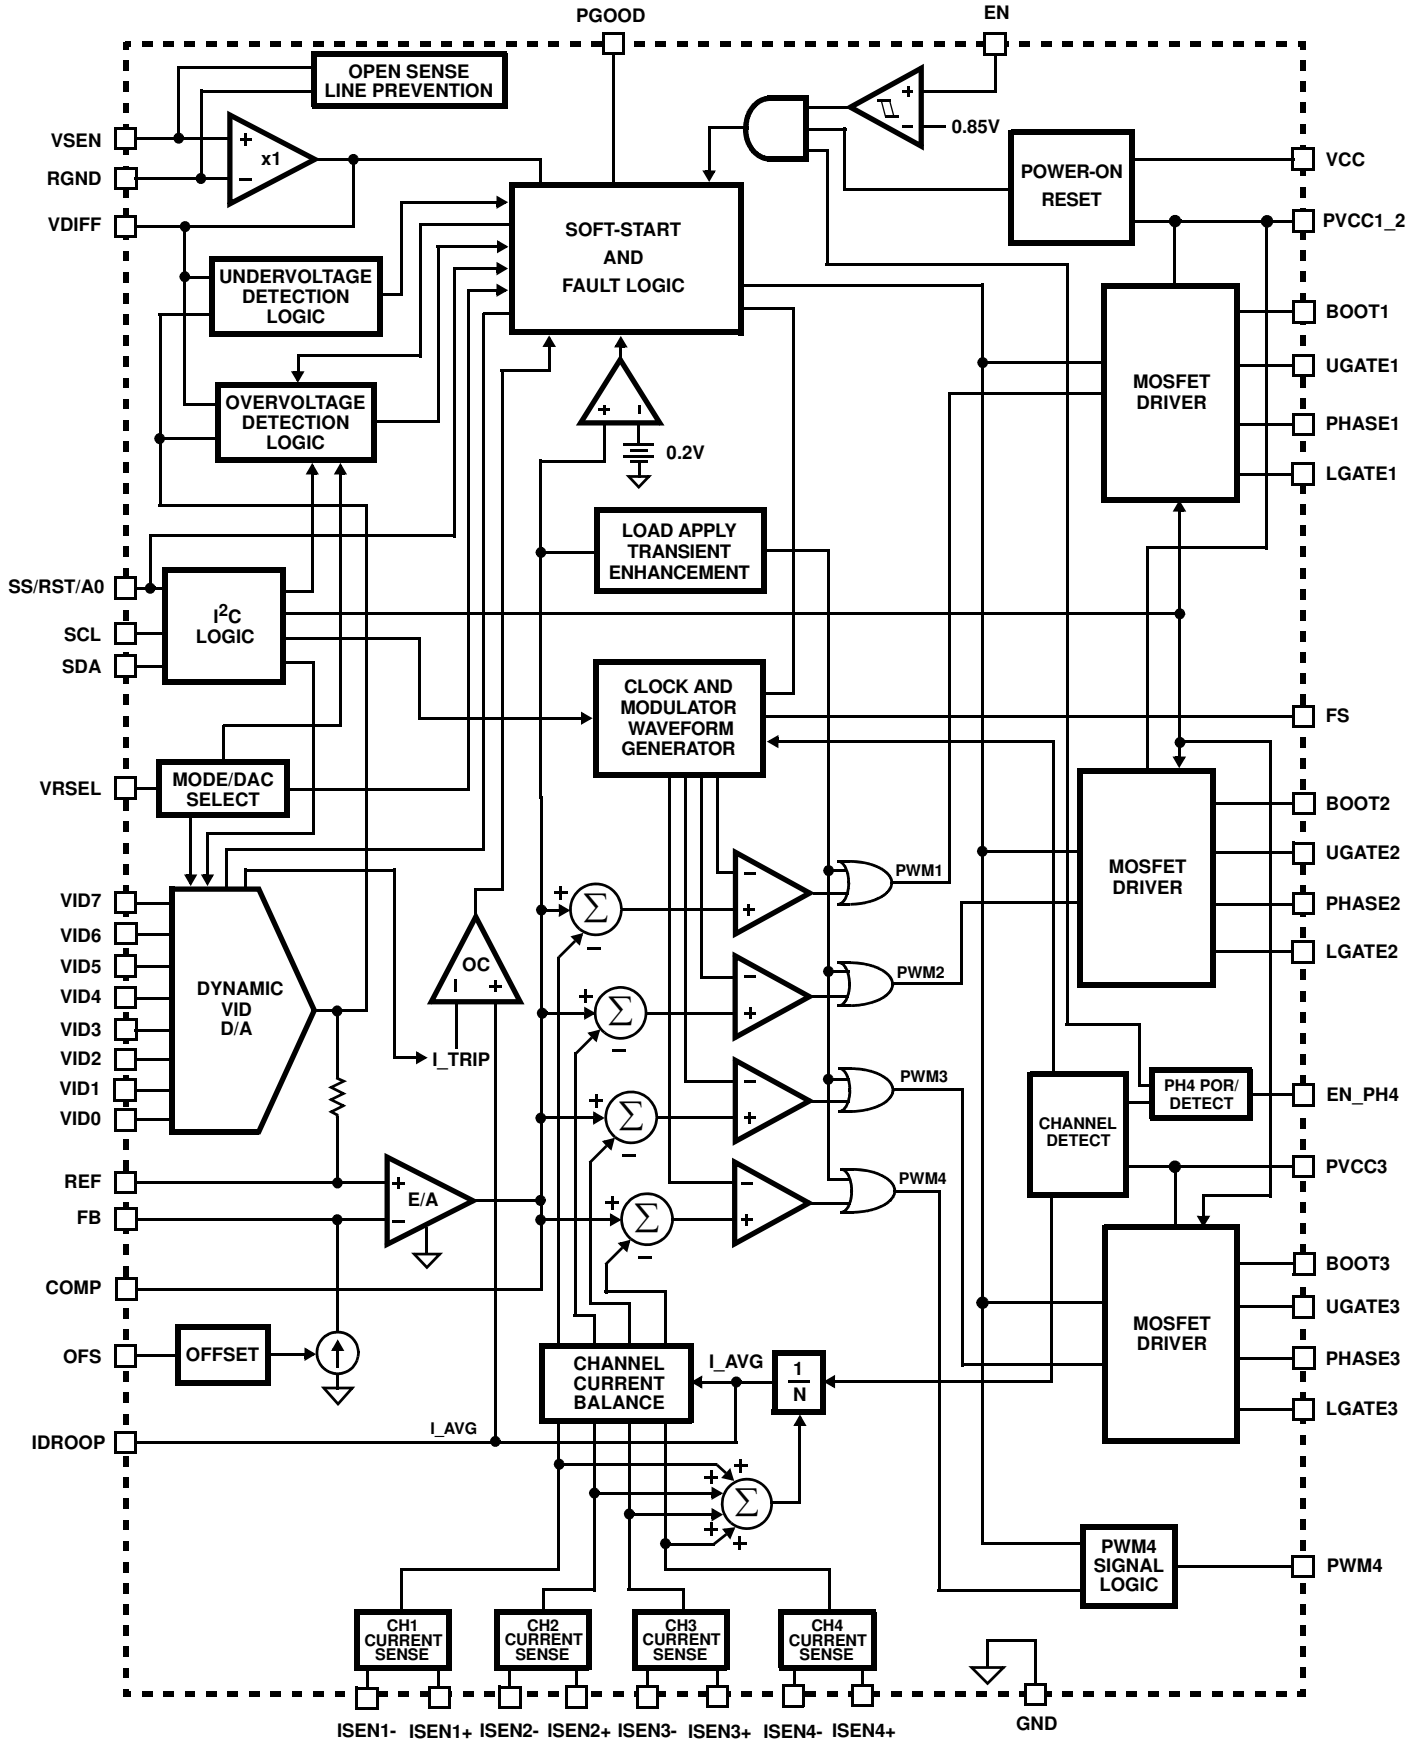 PGOOD
EN
OPEN SENSE
LINE PREVENTION
+
0.85V
−
VSEN
+
x1
RGND
−
POWER-ON
RESET
VCC
VDIFF
PVCC1_2
SOFT-START
AND
FAULT LOGIC
UNDERVOLTAGE
DETECTION
LOGIC
BOOT1
UGATE1
MOSFET
DRIVER
PHASE1
LGATE1
OVERVOLTAGE
DETECTION
LOGIC
+
−
0.2V
LOAD APPLY
TRANSIENT
ENHANCEMENT
SS/RST/A0
SCL
SDA
I2C
LOGIC
CLOCK AND
MODULATOR
WAVEFORM
GENERATOR
FS
VRSEL
MODE/DAC
SELECT
BOOT2
UGATE2
MOSFET
DRIVER
PHASE2
LGATE2
VID7
VID6
VID5
VID4
VID3
VID2
VID1
VID0
DYNAMIC
VID
D/A
OC
−
+
I_TRIP
+
Σ
−
−
+
PWM1
+
Σ
−
−
+
PWM2
+
Σ
−
−
+
PWM3
+
Σ
−
−
+
PWM4
CHANNEL
DETECT
PH4 POR/
DETECT
EN_PH4
PVCC3
REF
FB
+
E/A
−
COMP
OFS
OFFSET
BOOT3
UGATE3
MOSFET
DRIVER
PHASE3
LGATE3
CHANNEL
CURRENT
BALANCE
I_AVG
1
N
IDROOP
I_AVG
+
+
Σ
+
+
PWM4
SIGNAL
LOGIC
PWM4
CH1
CURRENT
SENSE
CH2
CURRENT
SENSE
CH3
CURRENT
SENSE
CH4
CURRENT
SENSE
ISEN1-
ISEN1+
ISEN2-
ISEN2+
ISEN3-
ISEN3+
ISEN4-
ISEN4+
GND